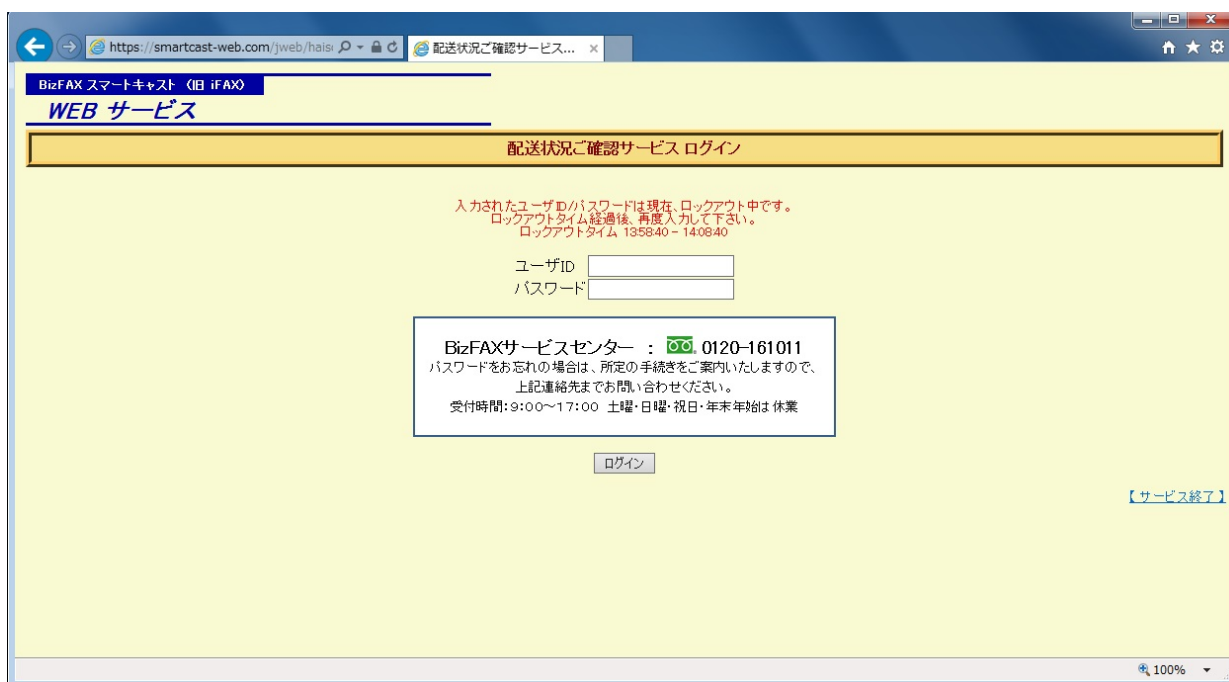 https://smartcast-web.com/jweb/hais
配送状況ご確認サービス...
BizFAX スマートキャスト （旧 iFAX）
WEB サービス
配送状況ご確認サービス ログイン
入力されたユーザID/パスワードは現在、ロックアウト中です。
ロックアウトタイム経過後、再度入力して下さい。
ロックアウトタイム 13:58:40 - 14:08:40
ユーザID
パスワード
BizFAXサービスセンター ： 0120-161011
パスワードをお忘れの場合は、所定の手続きをご案内いたしますので、
上記連絡先までお問い合わせください。
受付時間：9：00～17：00 土曜・日曜・祝日・年末年始は休業
ログイン
【 サービス終了 】
100%